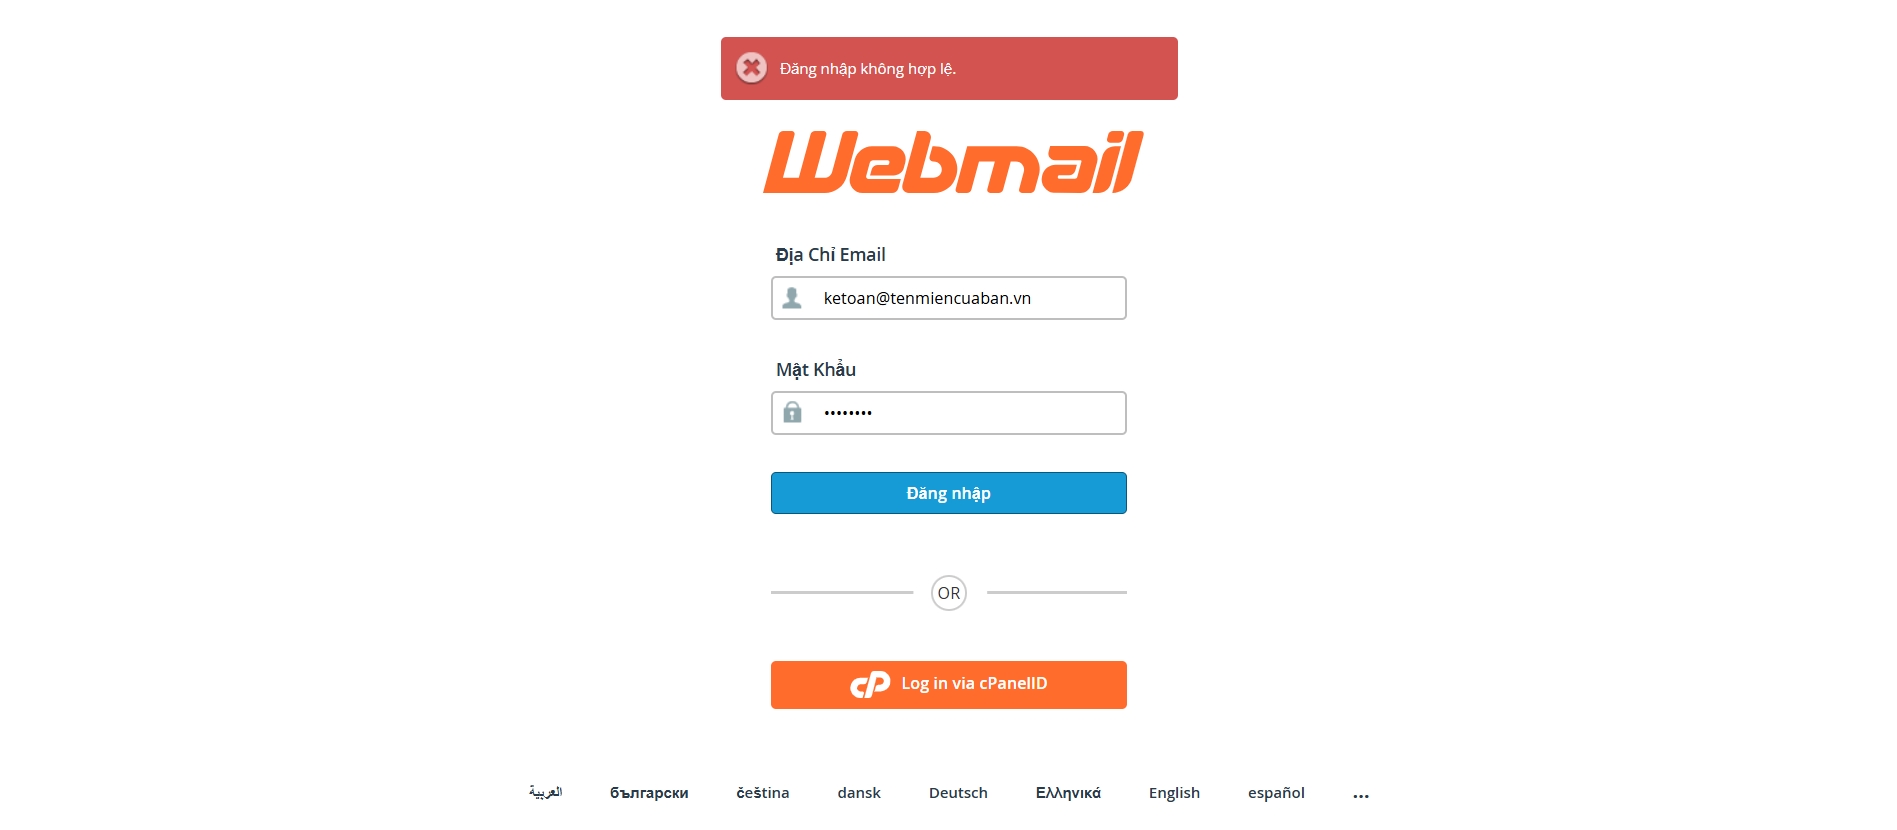 Đăng nhập không hợp lệ.
Webmail
Địa Chỉ Email
ketoan@tenmiencuaban.vn
Mật Khẩu
••••••••
Đăng nhập
OR
cP Log in via cPanelID
العربية български čeština dansk Deutsch Ελληνικά English español ...